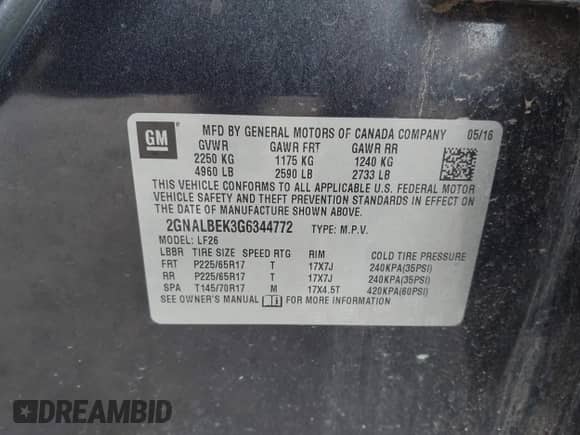 GM MFD BY GENERAL MOTORS OF CANADA COMPANY 05/16
GVWR GAWR FRT GAWR RR
2250 KG 1175 KG 1240 KG
4960 LB 2590 LB 2733 LB
THIS VEHICLE CONFORMS TO ALL APPLICABLE U.S. FEDERAL MOTOR
VEHICLE SAFETY AND THEFT PREVENTION STANDARDS IN EFFECT ON
THE DATE OF MANUFACTURE SHOWN ABOVE.
2GNALBEK3G6344772 TYPE: M.P.V.
MODEL: LF26
LBBR TIRE SIZE SPEED RTG RIM COLD TIRE PRESSURE
FRT P225/65R17 T 17X7J 240KPA(35PSI)
RR P225/65R17 T 17X7J 240KPA(35PSI)
SPA T145/70R17 M 17X4.5T 420KPA(60PSI)
SEE OWNER'S MANUAL FOR MORE INFORMATION
DREAMBID